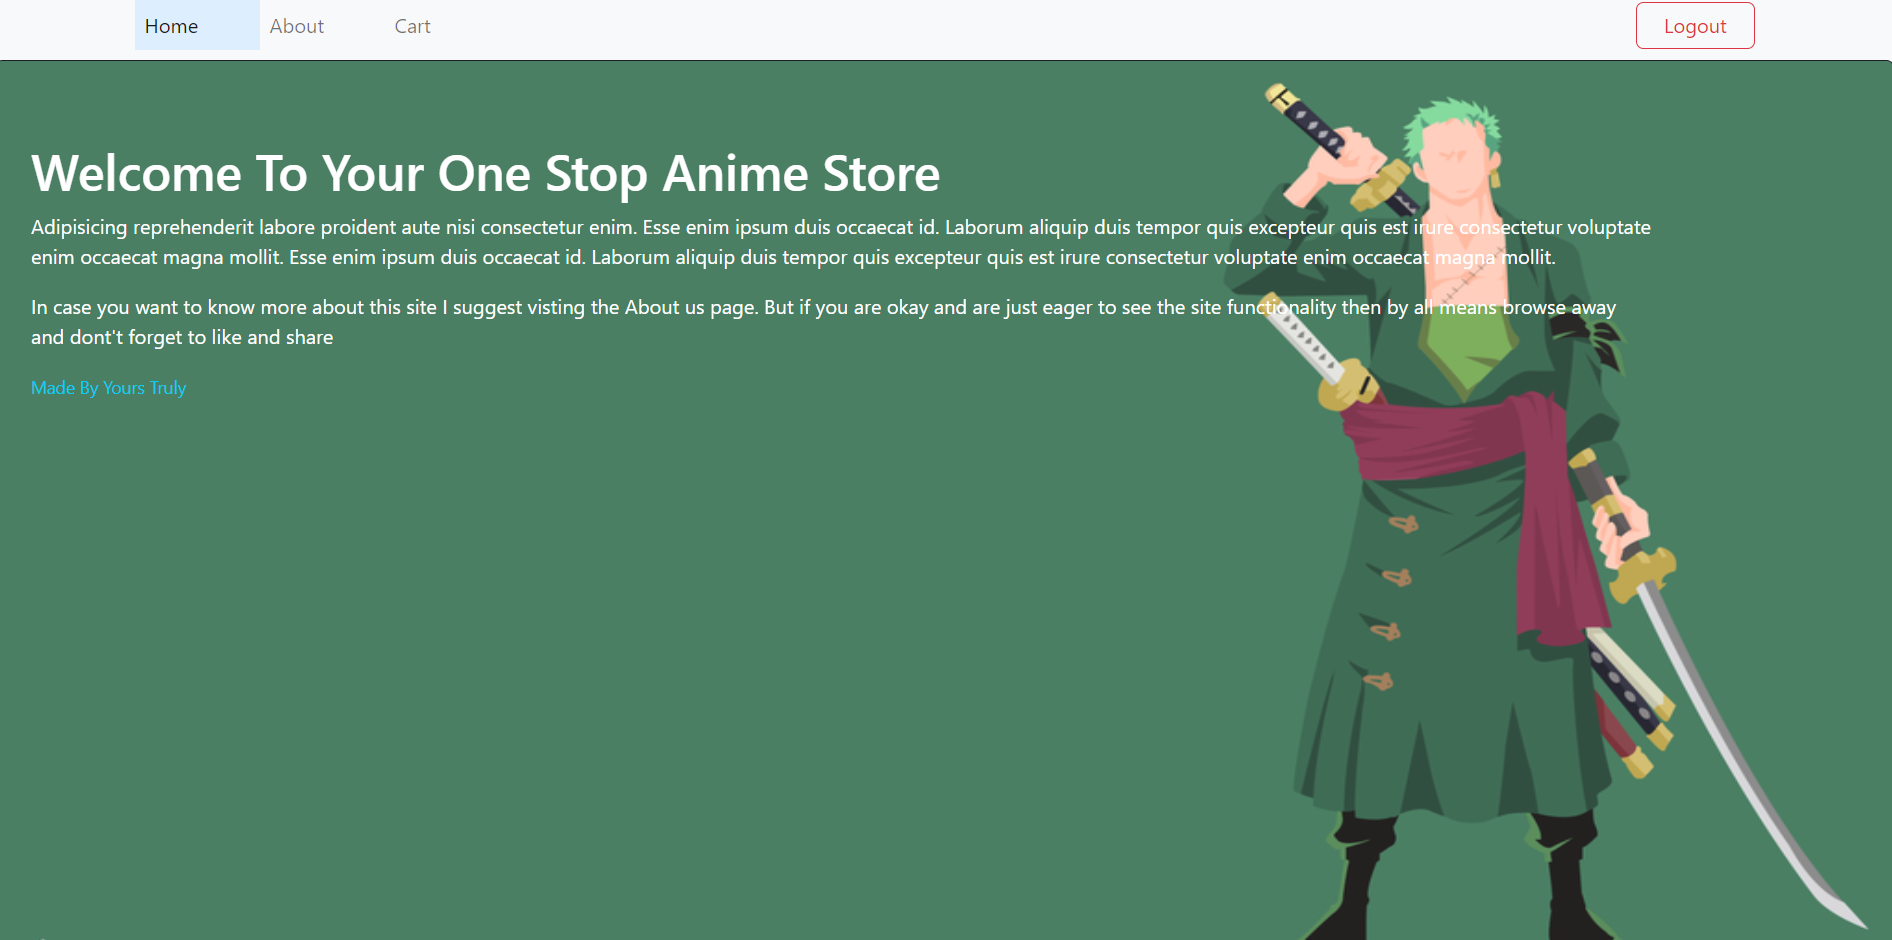 Home About Cart Logout
Welcome To Your One Stop Anime Store
Adipisicing reprehenderit labore proident aute nisi consectetur enim. Esse enim ipsum duis occaecat id. Laborum aliquip duis tempor quis excepteur quis est irure consectetur voluptate
enim occaecat magna mollit. Esse enim ipsum duis occaecat id. Laborum aliquip duis tempor quis excepteur quis est irure consectetur voluptate enim occaecat magna mollit.
In case you want to know more about this site I suggest visting the About us page. But if you are okay and are just eager to see the site functionality then by all means browse away
and dont't forget to like and share
Made By Yours Truly